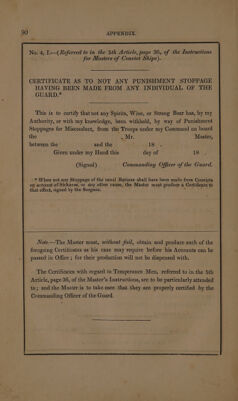 90 APPENDIX.
No. 4, I.—(Referred to in the 5th Article, page 36, of the Instructions
for Masters of Convict Ships).
CERTIFICATE AS TO NOT ANY PUNISHMENT STOPPAGE
HAVING BEEN MADE FROM ANY INDIVIDUAL OF THE
GUARD.*
This is to certify that not any Spirits, Wine, or Strong Beer has, by my
Authority, or with my knowledge, been withheld, by way of Punishment
Stoppages for Misconduct, from the Troops under my Command on board
the , Mr. Master,
between the and the 18 .
Given under my Hand this day of 18 .
(Signed) Commanding Officer of the Guard.
* Where not any Stoppage of the usual Rations shall have been made from Convicts
on account of Sickness, or any other cause, the Master must produce a Certificate to
that effect, signed by the Surgeon.
Note.—The Master must, without fail, obtain and produce each of the
foregoing Certificates as his case may require before his Accounts can be
passed in Office; for their production will not be dispensed with.
The Certificates with regard to Temperance Men, referred to in the 5th
Article, page 36, of the Master's Instructions, are to be particularly attended
to; and the Master is to take care that they are properly certified by the
Commanding Officer of the Guard.